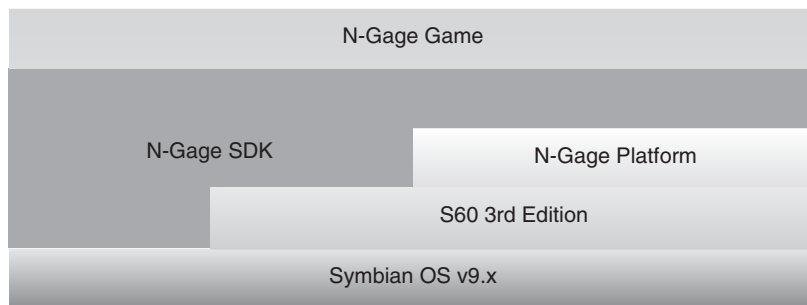 N-Gage Game
N-Gage SDK
N-Gage Platform
S60 3rd Edition
Symbian OS v9.x